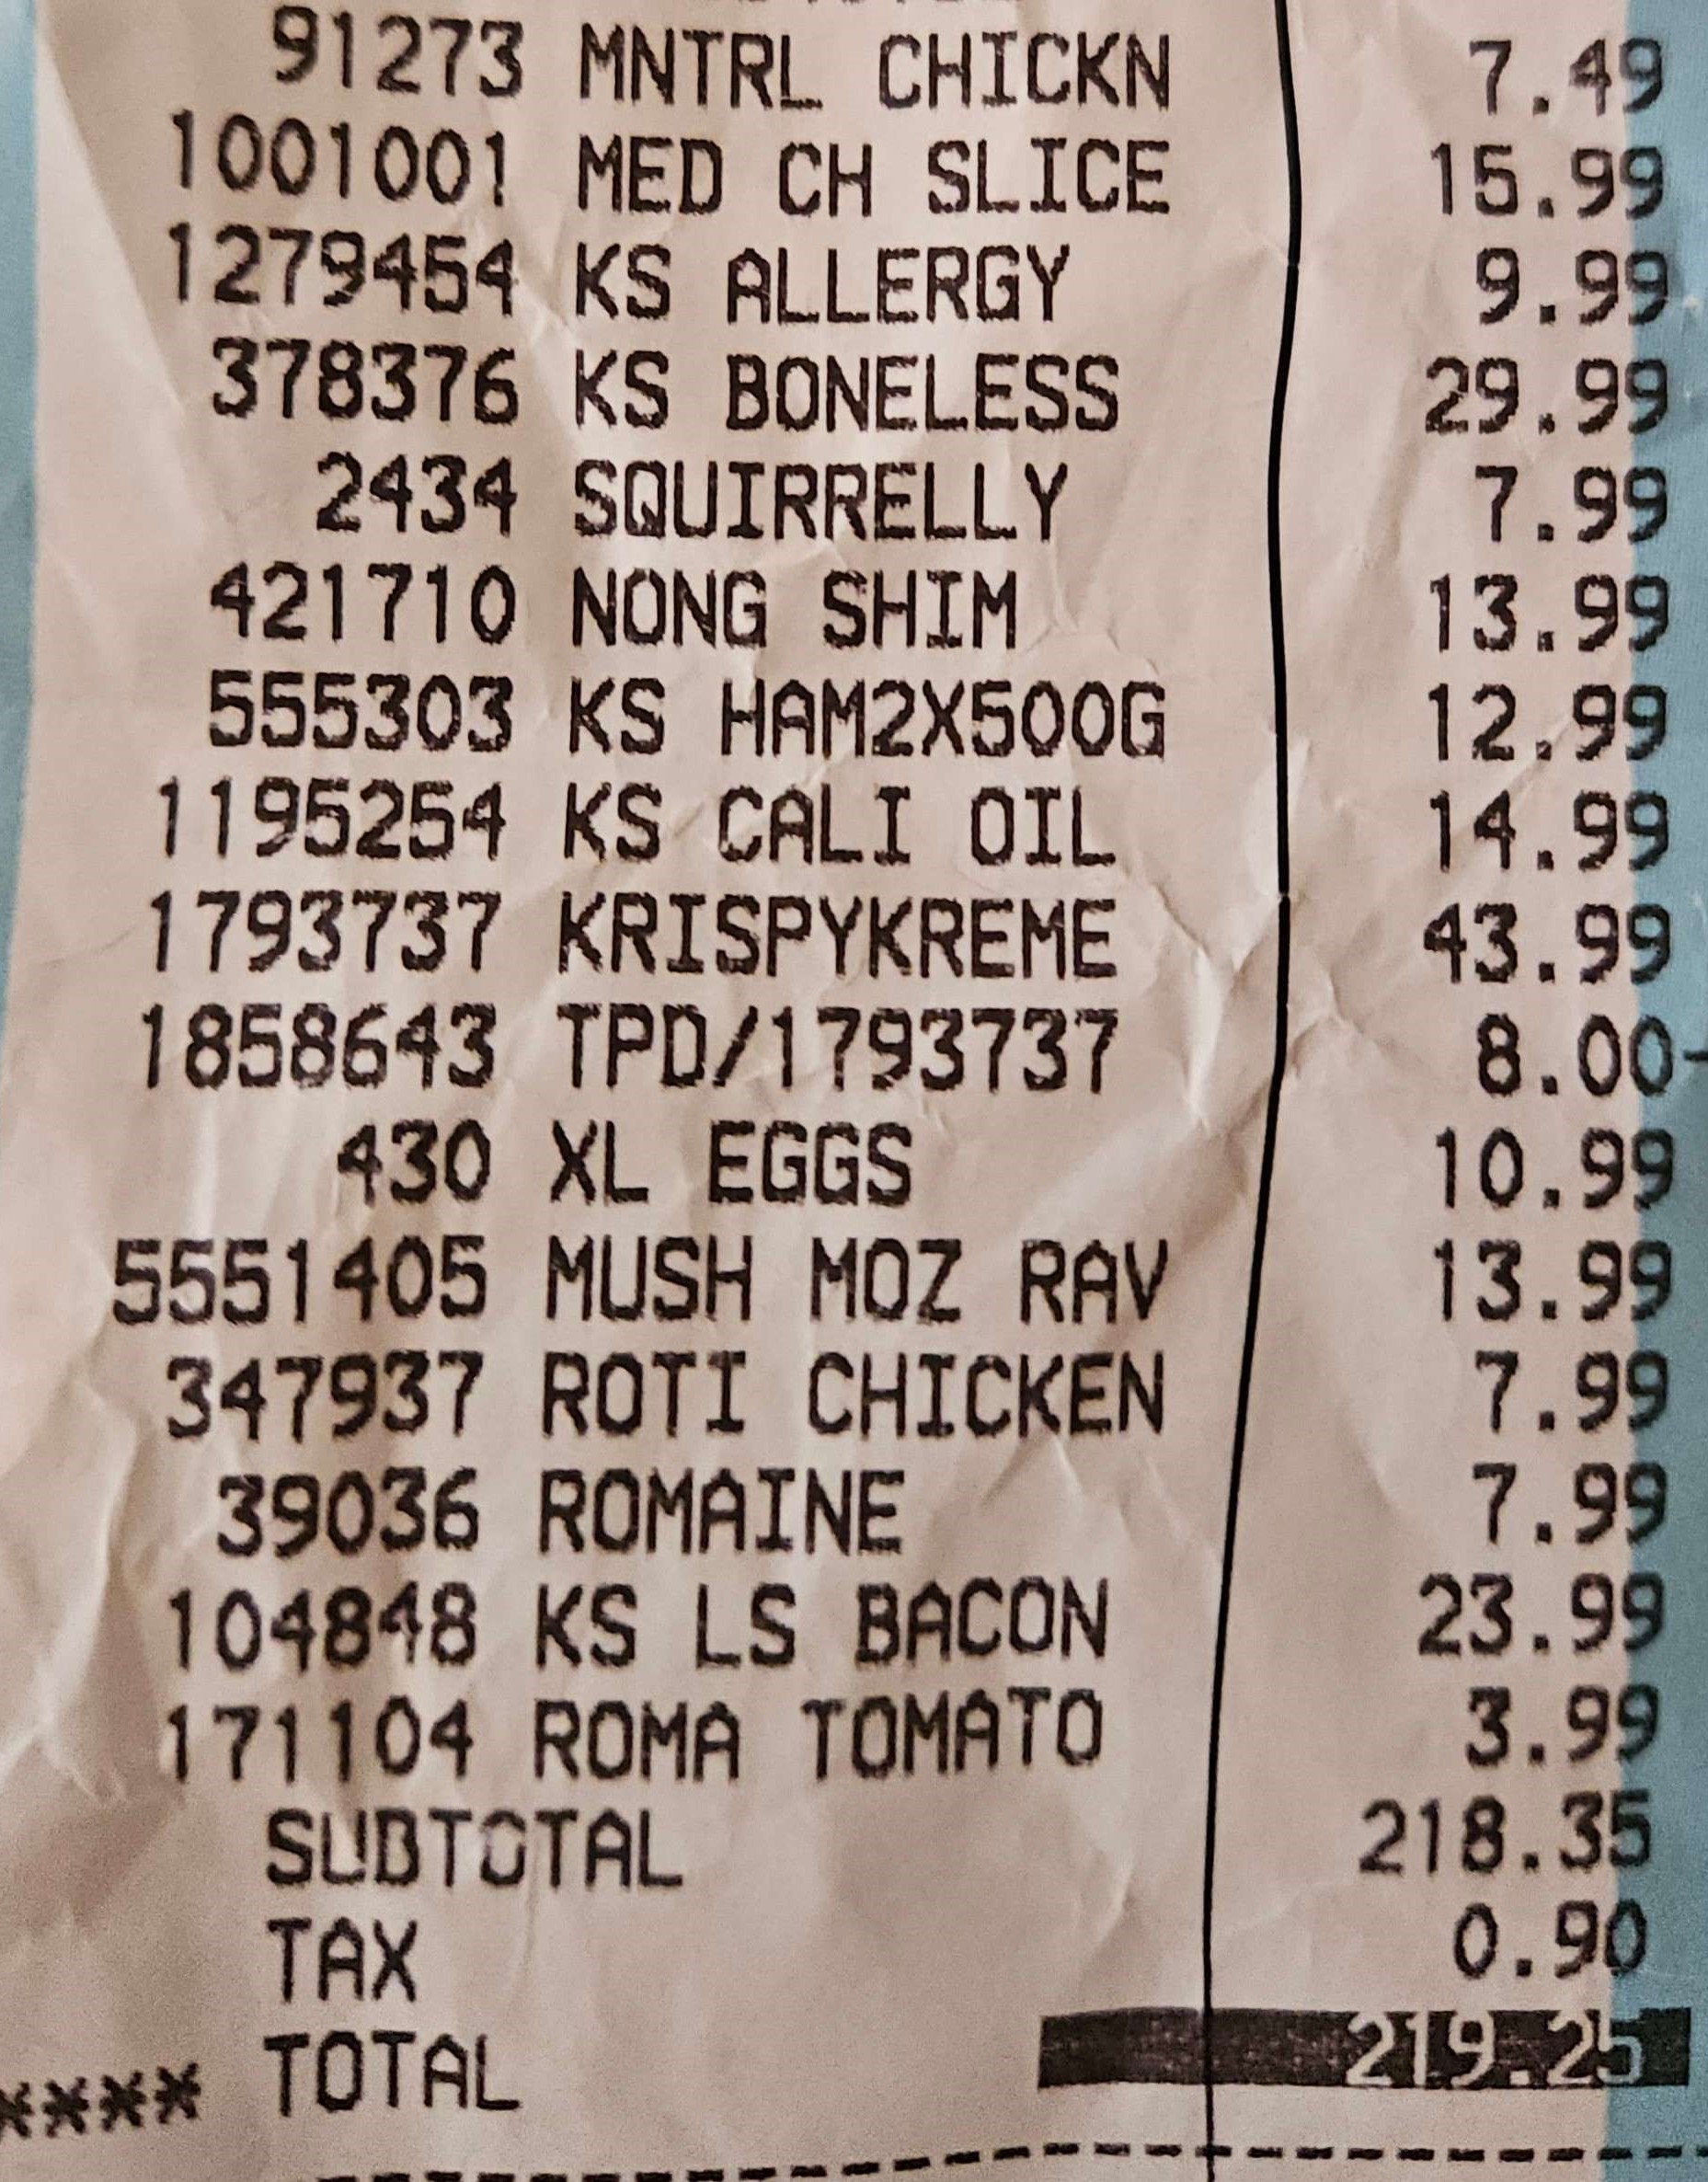 91273 MNTRL CHICKN 7.49
1001001 MED CH SLICE 15.99
1279454 KS ALLERGY 9.99
378376 KS BONELESS 29.99
2434 SQUIRRELLY 7.99
421710 NONG SHIM 13.99
555303 KS HAM2X500G 12.99
1195254 KS CALI OIL 14.99
1793737 KRISPYKREME 43.99
1858643 TPD/1793737 8.00-
430 XL EGGS 10.99
5551405 MUSH MOZ RAV 13.99
347937 ROTI CHICKEN 7.99
39036 ROMAINE 7.99
104848 KS LS BACON 23.99
171104 ROMA TOMATO 3.99
SUBTOTAL 218.35
TAX 0.90
**** TOTAL 219.25